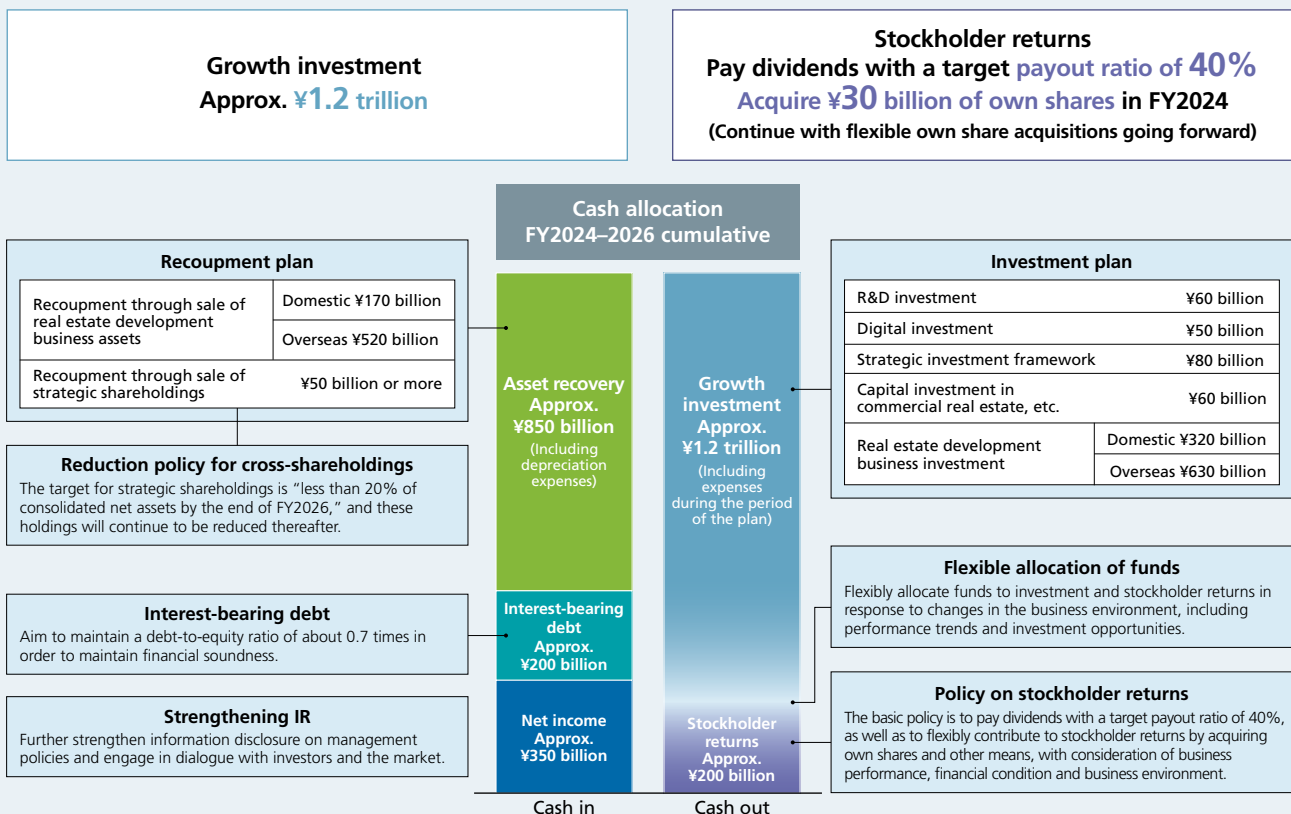 Growth investment
Approx. ¥1.2 trillion
Stockholder returns
Pay dividends with a target payout ratio of 40%
Acquire ¥30 billion of own shares in FY2024
(Continue with flexible own share acquisitions going forward)
Cash allocation
FY2024–2026 cumulative
Recoupment plan
Recoupment through sale of
real estate development
business assets
Domestic ¥170 billion
Overseas ¥520 billion
Recoupment through sale of
strategic shareholdings
¥50 billion or more
Reduction policy for cross-shareholdings
The target for strategic shareholdings is “less than 20% of
consolidated net assets by the end of FY2026,” and these
holdings will continue to be reduced thereafter.
Interest-bearing debt
Aim to maintain a debt-to-equity ratio of about 0.7 times in
order to maintain financial soundness.
Strengthening IR
Further strengthen information disclosure on management
policies and engage in dialogue with investors and the market.
Asset recovery
Approx.
¥850 billion
(Including
depreciation
expenses)
Interest-bearing
debt
Approx.
¥200 billion
Net income
Approx.
¥350 billion
Cash in
Growth
investment
Approx.
¥1.2 trillion
(Including
expenses
during the period
of the plan)
Stockholder
returns
Approx.
¥200 billion
Cash out
Investment plan
R&D investment ¥60 billion
Digital investment ¥50 billion
Strategic investment framework ¥80 billion
Capital investment in
commercial real estate, etc.
¥60 billion
Real estate development
business investment
Domestic ¥320 billion
Overseas ¥630 billion
Flexible allocation of funds
Flexibly allocate funds to investment and stockholder returns in
response to changes in the business environment, including
performance trends and investment opportunities.
Policy on stockholder returns
The basic policy is to pay dividends with a target payout ratio of 40%,
as well as to flexibly contribute to stockholder returns by acquiring
own shares and other means, with consideration of business
performance, financial condition and business environment.